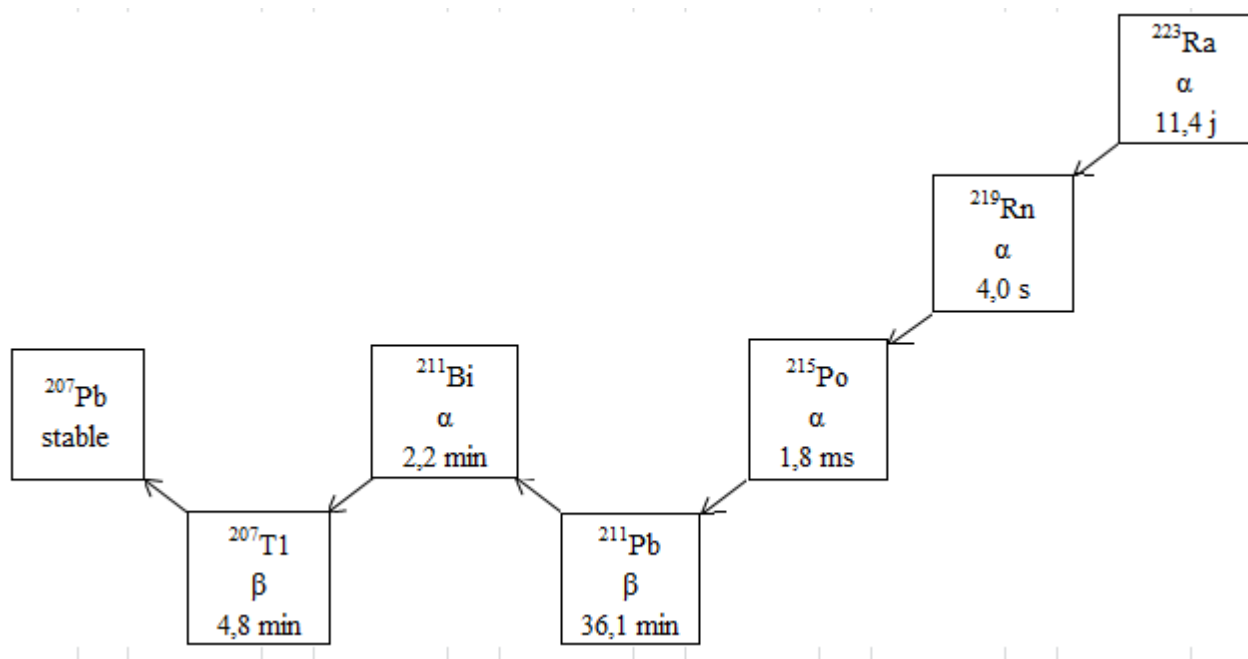 ²²³Ra
α
11,4 j
²¹⁹Rn
α
4,0 s
²¹⁵Po
α
1,8 ms
²¹¹Pb
β
36,1 min
²¹¹Bi
α
2,2 min
²⁰⁷T1
β
4,8 min
²⁰⁷Pb
stable